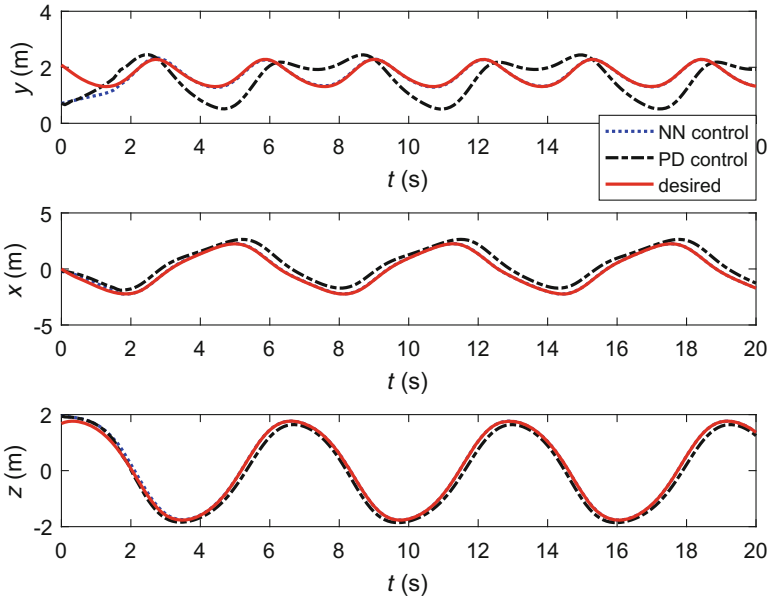 4
2
0
y (m)
0 2 4 6 8 10 12 14 0
t (s)
NN control
PD control
desired
5
0
-5
x (m)
0 2 4 6 8 10 12 14 16 18 20
t (s)
2
0
-2
z (m)
0 2 4 6 8 10 12 14 16 18 20
t (s)